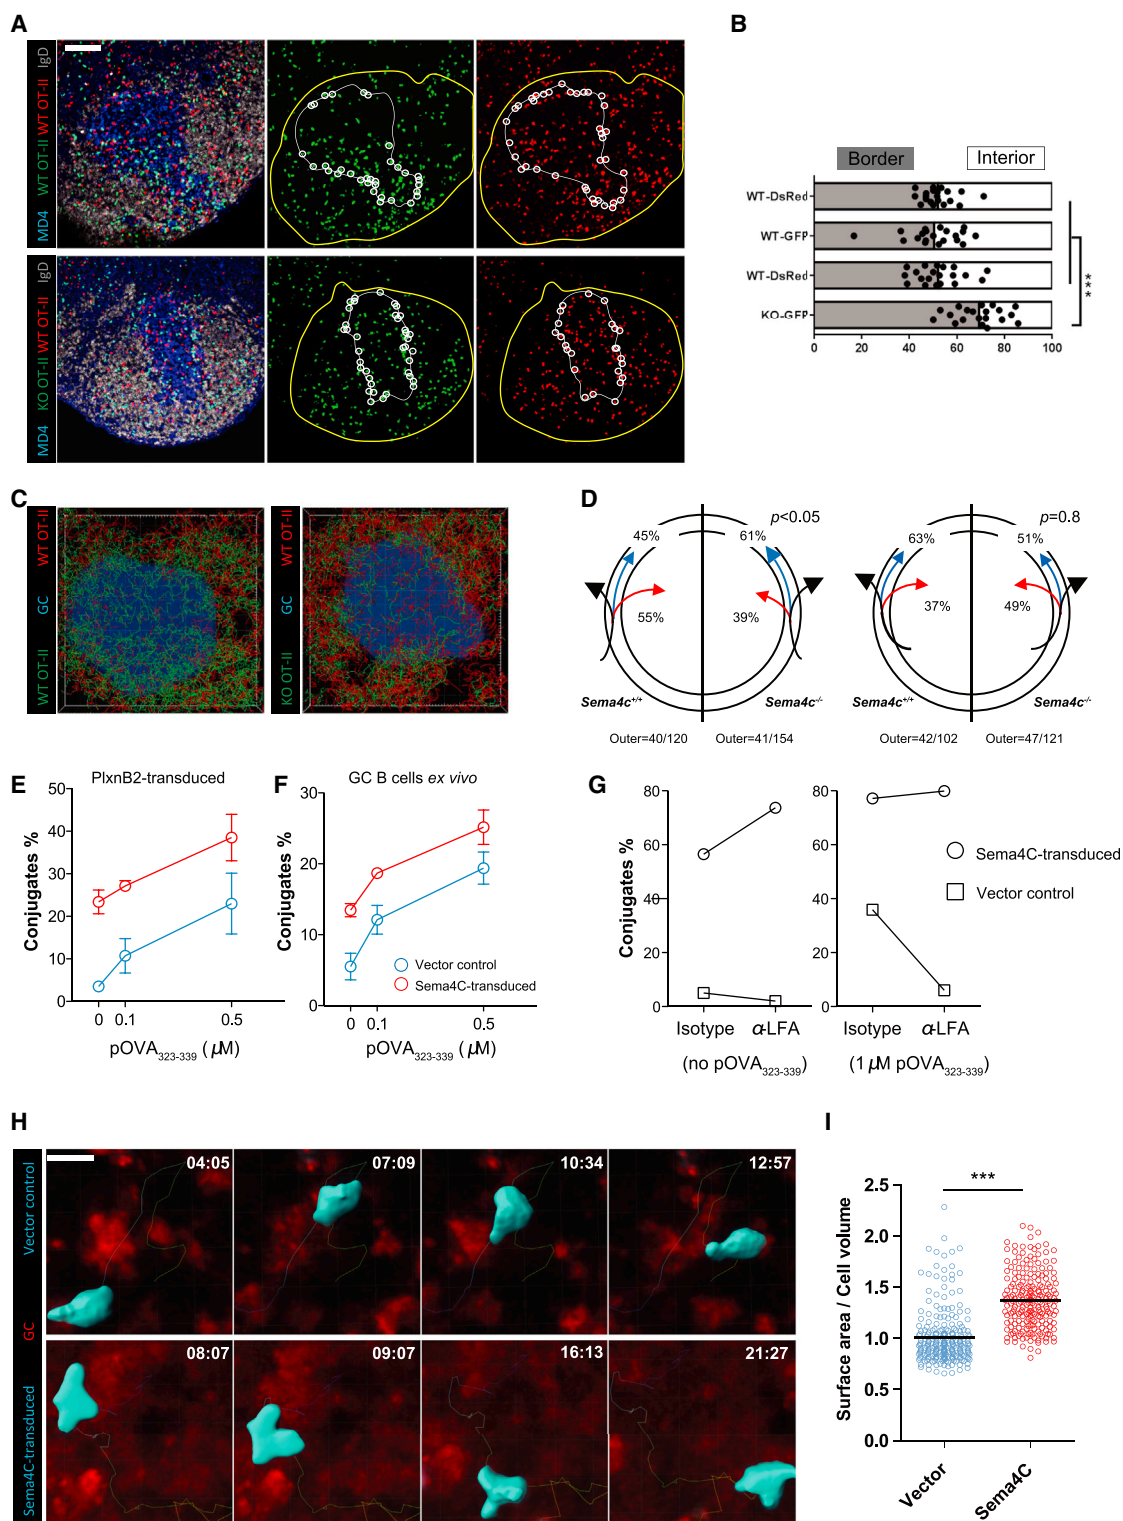 A
MD4 WT OT-II WT OT-II IgD
MD4 KO OT-II WT OT-II IgD
B
Border
Interior
WT-DsRed
WT-GFP
WT-DsRed
KO-GFP
***
0 20 40 60 80 100
C
WT OT-II GC WT OT-II
KO OT-II GC WT OT-II
D
p<0.05
45%
61%
55%
39%
Sema4c+/+
Sema4c-/-
Outer=40/120
Outer=41/154
p=0.8
63%
51%
37%
49%
Sema4c+/+
Sema4c-/-
Outer=42/102
Outer=47/121
E
PlxnB2-transduced
Conjugates %
50
40
30
20
10
0
0 0.1 0.5
pOVA323-339 (μM)
F
GC B cells ex vivo
Conjugates %
30
20
10
0
Vector control
Sema4C-transduced
0 0.1 0.5
pOVA323-339 (μM)
G
Conjugates %
80
60
40
20
0
Isotype α-LFA
(no pOVA323-339)
80
60
40
20
0
Isotype α-LFA
(1 μM pOVA323-339)
Sema4C-transduced
Vector control
H
Sema4C-transduced GC Vector control
04:05
07:09
10:34
12:57
08:07
09:07
16:13
21:27
I
***
Surface area / Cell volume
2.5
2.0
1.5
1.0
0.5
0.0
Vector
Sema4C